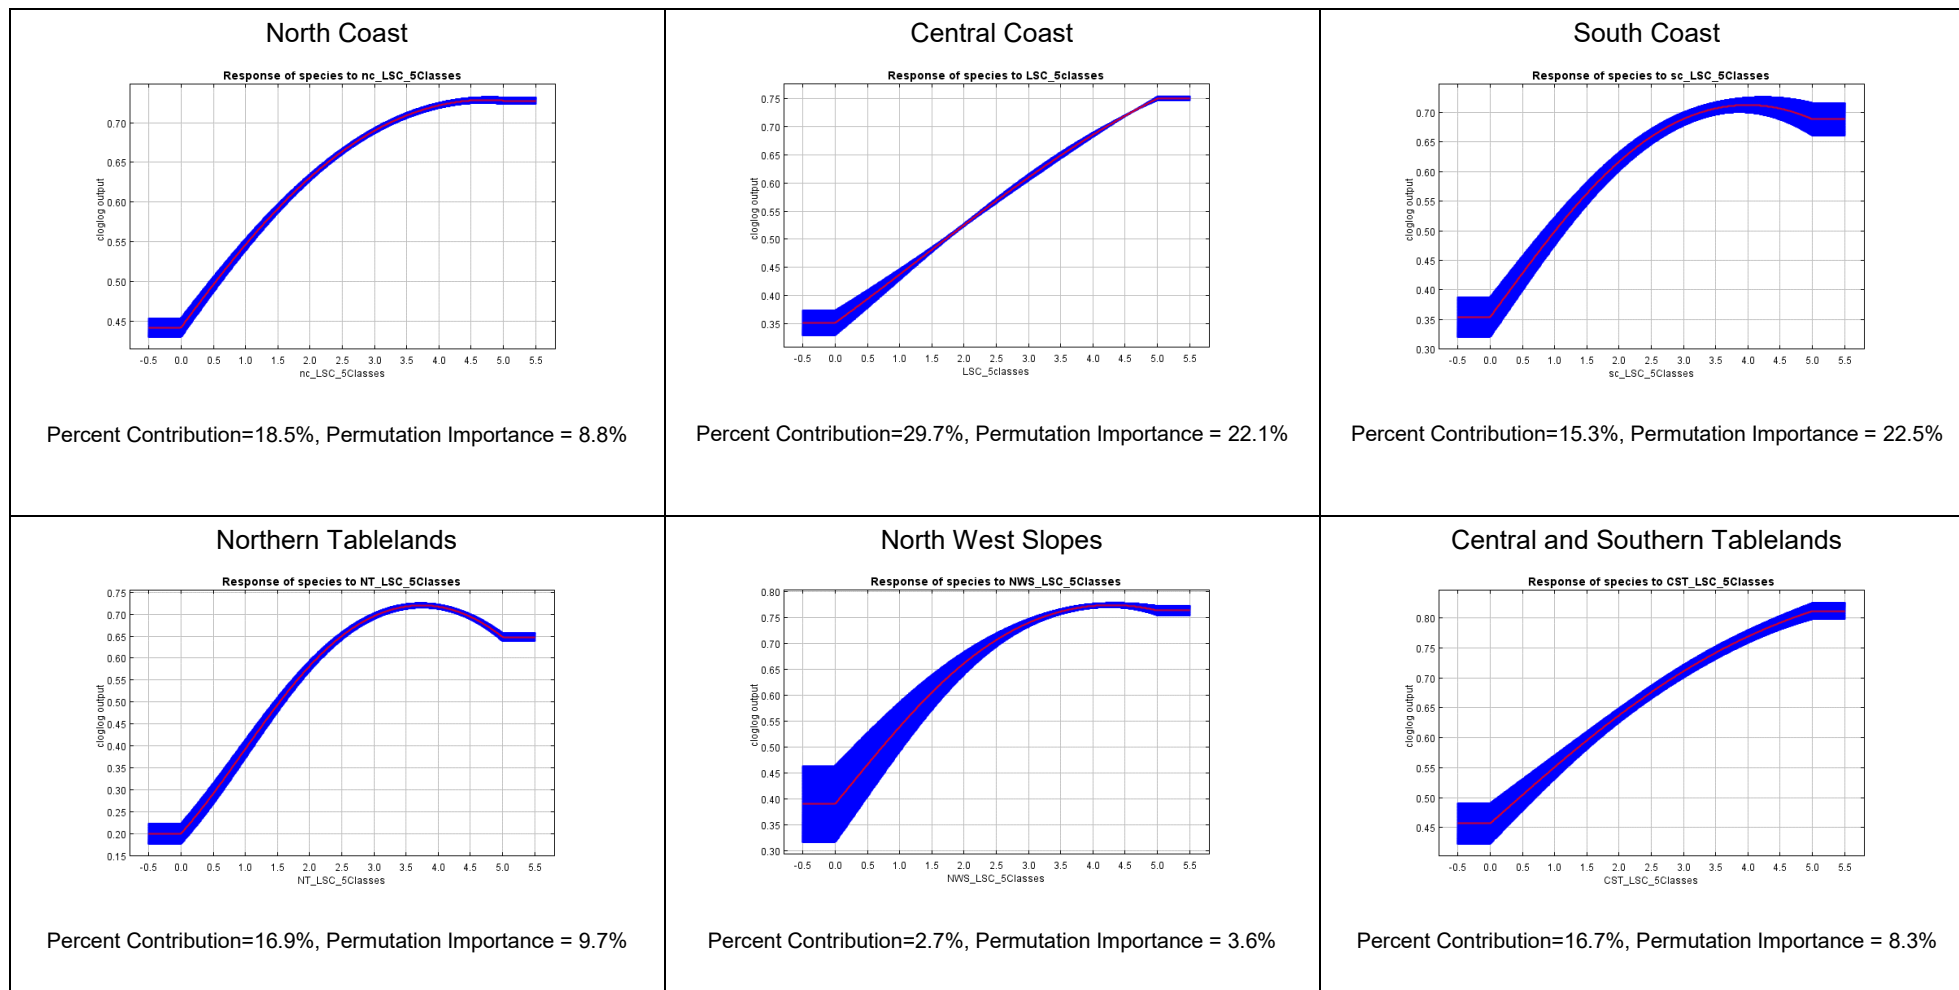 North Coast
Response of species to nc_LSC_5Classes
cloglog output
0.70
0.65
0.60
0.55
0.50
0.45
-0.5 0.0 0.5 1.0 1.5 2.0 2.5 3.0 3.5 4.0 4.5 5.0 5.5
nc_LSC_5Classes
Percent Contribution=18.5%, Permutation Importance = 8.8%
Central Coast
Response of species to LSC_5classes
cloglog output
0.75
0.70
0.65
0.60
0.55
0.50
0.45
0.40
0.35
-0.5 0.0 0.5 1.0 1.5 2.0 2.5 3.0 3.5 4.0 4.5 5.0 5.5
LSC_5classes
Percent Contribution=29.7%, Permutation Importance = 22.1%
South Coast
Response of species to sc_LSC_5Classes
cloglog output
0.70
0.65
0.60
0.55
0.50
0.45
0.40
0.35
0.30
-0.5 0.0 0.5 1.0 1.5 2.0 2.5 3.0 3.5 4.0 4.5 5.0 5.5
sc_LSC_5Classes
Percent Contribution=15.3%, Permutation Importance = 22.5%
Northern Tablelands
Response of species to NT_LSC_5Classes
cloglog output
0.75
0.70
0.65
0.60
0.55
0.50
0.45
0.40
0.35
0.30
0.25
0.20
0.15
-0.5 0.0 0.5 1.0 1.5 2.0 2.5 3.0 3.5 4.0 4.5 5.0 5.5
NT_LSC_5Classes
Percent Contribution=16.9%, Permutation Importance = 9.7%
North West Slopes
Response of species to NWS_LSC_5Classes
cloglog output
0.80
0.75
0.70
0.65
0.60
0.55
0.50
0.45
0.40
0.35
0.30
-0.5 0.0 0.5 1.0 1.5 2.0 2.5 3.0 3.5 4.0 4.5 5.0 5.5
NWS_LSC_5Classes
Percent Contribution=2.7%, Permutation Importance = 3.6%
Central and Southern Tablelands
Response of species to CST_LSC_5Classes
cloglog output
0.80
0.75
0.70
0.65
0.60
0.55
0.50
0.45
-0.5 0.0 0.5 1.0 1.5 2.0 2.5 3.0 3.5 4.0 4.5 5.0 5.5
CST_LSC_5Classes
Percent Contribution=16.7%, Permutation Importance = 8.3%